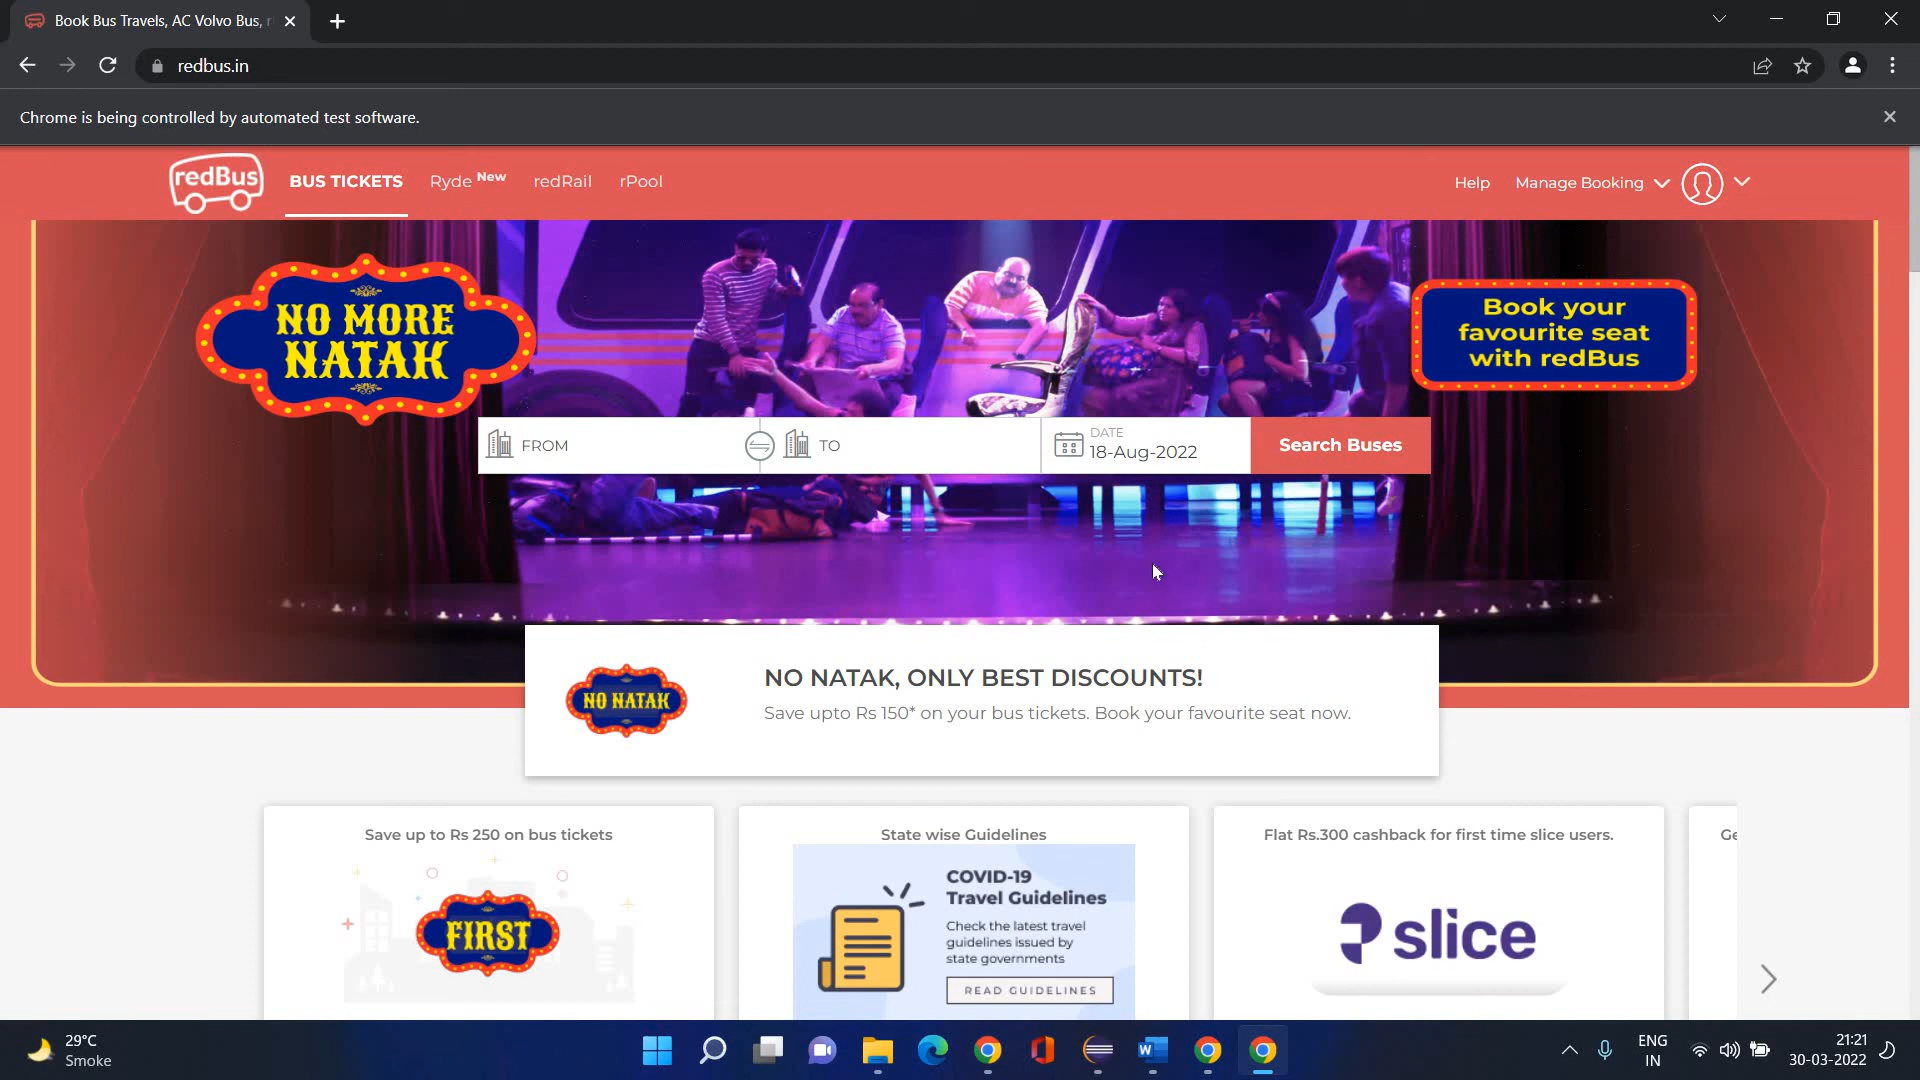 Book Bus Travels, AC Volvo Bus, r
redbus.in
Chrome is being controlled by automated test software.
redBus
BUS TICKETS
Ryde New
redRail
rPool
Help
Manage Booking
NO MORE
NATAK
Book your
favourite seat
with redBus
FROM
TO
DATE
18-Aug-2022
Search Buses
NO NATAK
NO NATAK, ONLY BEST DISCOUNTS!
Save upto Rs 150* on your bus tickets. Book your favourite seat now.
Save up to Rs 250 on bus tickets
FIRST
State wise Guidelines
COVID-19
Travel Guidelines
Check the latest travel
guidelines issued by
state governments
READ GUIDELINES
Flat Rs.300 cashback for first time slice users.
slice
Ge
29°C
Smoke
W
ENG
IN
21:21
30-03-2022